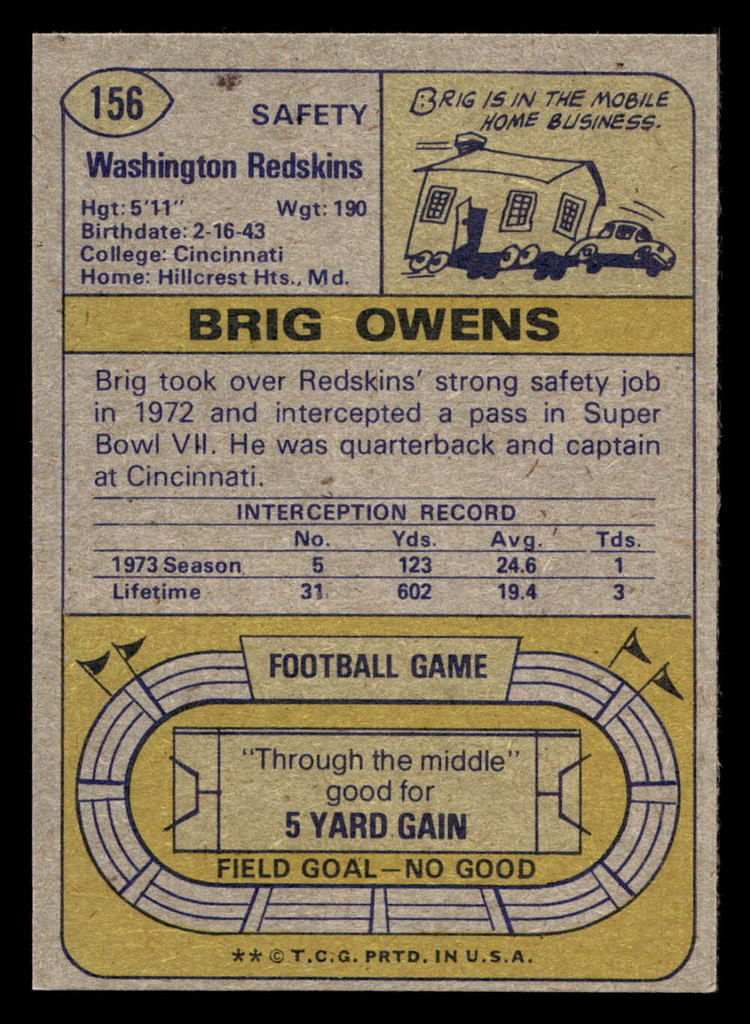 156
SAFETY
Washington Redskins
Hgt: 5'11" Wgt: 190
Birthdate: 2-16-43
College: Cincinnati
Home: Hillcrest Hts., Md.
BRIG IS IN THE MOBILE
HOME BUSINESS.
BRIG OWENS
Brig took over Redskins' strong safety job
in 1972 and intercepted a pass in Super
Bowl VII. He was quarterback and captain
at Cincinnati.
INTERCEPTION RECORD
No. Yds. Avg. Tds.
1973 Season 5 123 24.6 1
Lifetime 31 602 19.4 3
FOOTBALL GAME
"Through the middle"
good for
5 YARD GAIN
FIELD GOAL—NO GOOD
** © T.C.G. PRTD. IN U.S.A.